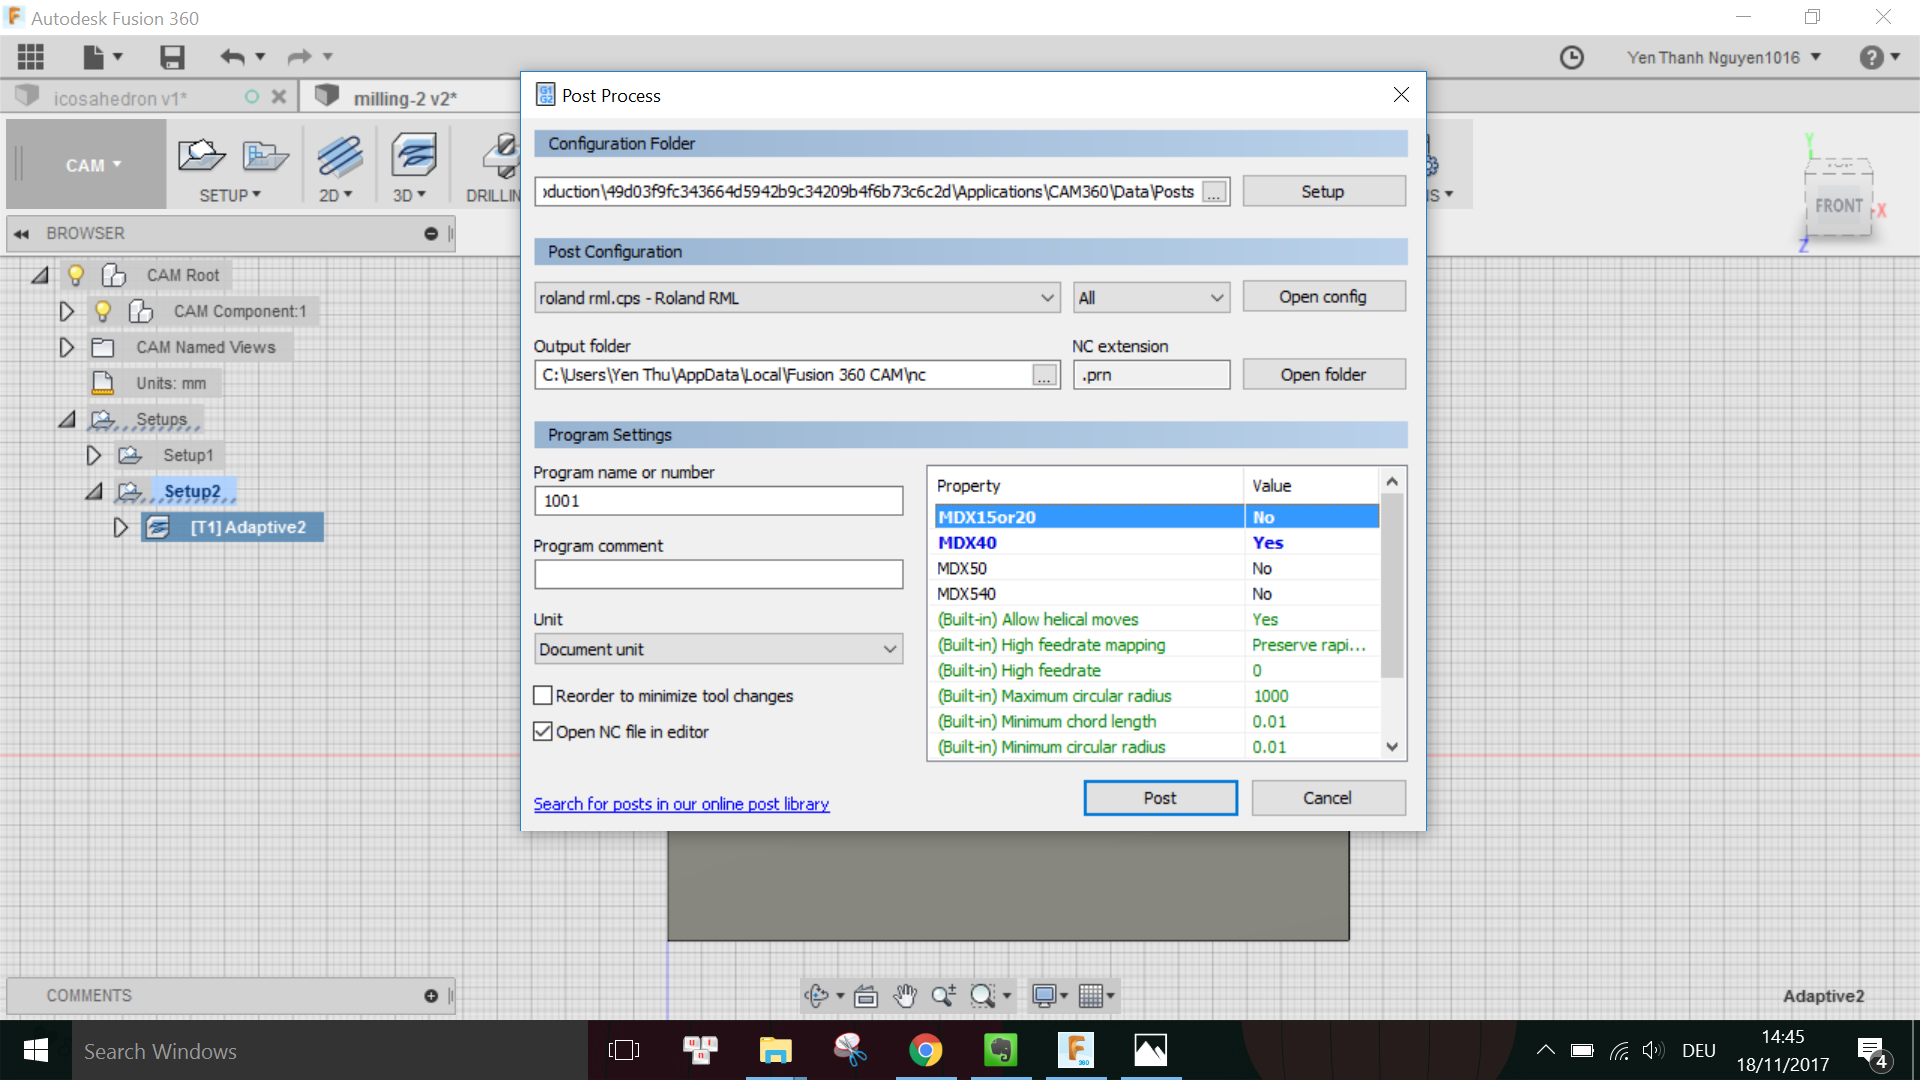 Autodesk Fusion 360
Yen Thanh Nguyen1016
icosahedron v1*
milling-2 v2*
CAM
SETUP
2D
3D
DRILLIN
S
TOP
FRONT
Y
X
Z
BROWSER
CAM Root
CAM Component:1
CAM Named Views
Units: mm
Setups
Setup1
Setup2
[T1] Adaptive2
Post Process
Configuration Folder
oduction\49d03f9fc343664d5942b9c34209b4f6b73c6c2d\Applications\CAM360\Data\Posts ... Setup
Post Configuration
roland rml.cps - Roland RML All Open config
Output folder NC extension
C:\Users\Yen Thu\AppData\Local\Fusion 360 CAM\nc ... .prn Open folder
Program Settings
Program name or number
1001
Program comment
Unit
Document unit
Reorder to minimize tool changes
Open NC file in editor
Search for posts in our online post library
Property Value
MDX15or20 No
MDX40 Yes
MDX50 No
MDX540 No
(Built-in) Allow helical moves Yes
(Built-in) High feedrate mapping Preserve rapi...
(Built-in) High feedrate 0
(Built-in) Maximum circular radius 1000
(Built-in) Minimum chord length 0.01
(Built-in) Minimum circular radius 0.01
Post Cancel
COMMENTS
Adaptive2
Search Windows
DEU
14:45
18/11/2017
4